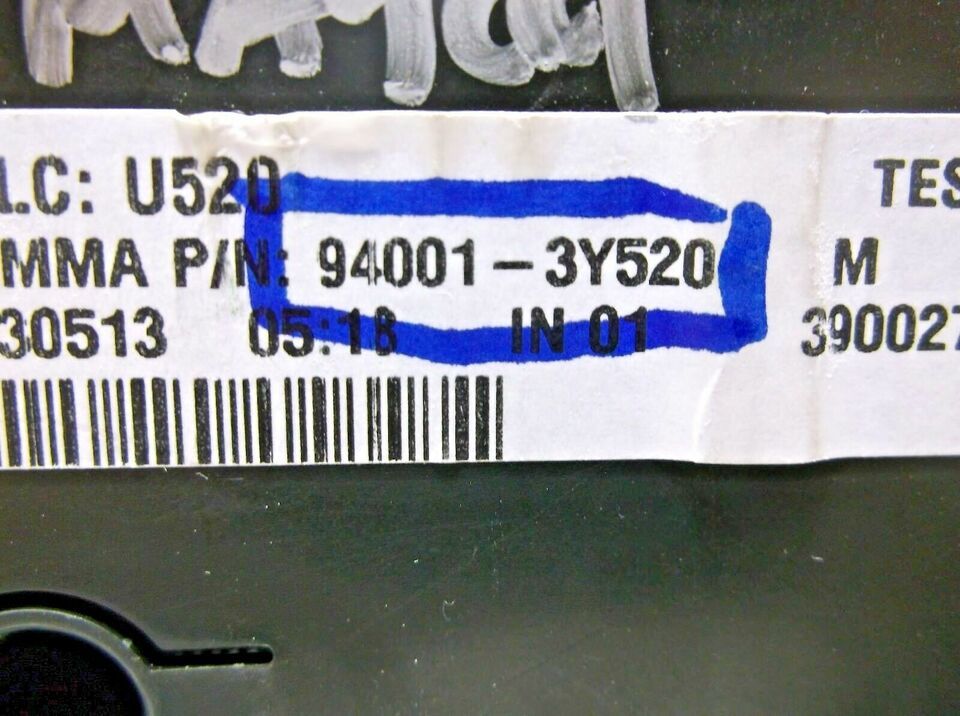 .C: U520 TES
MMA P/N: 94001-3Y520 M
30513 05:18 IN 01 390027